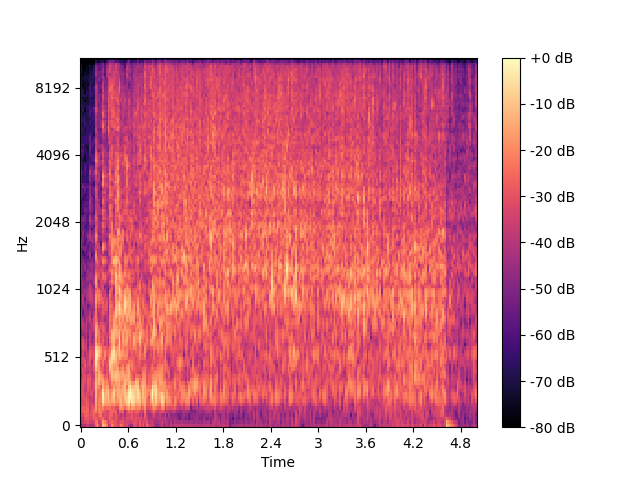 +0 dB
8192
-10 dB
4096
-20 dB
-30 dB
2048
Hz
-40 dB
1024
-50 dB
512
-60 dB
-70 dB
0
-80 dB
0 0.6 1.2 1.8 2.4 3 3.6 4.2 4.8
Time